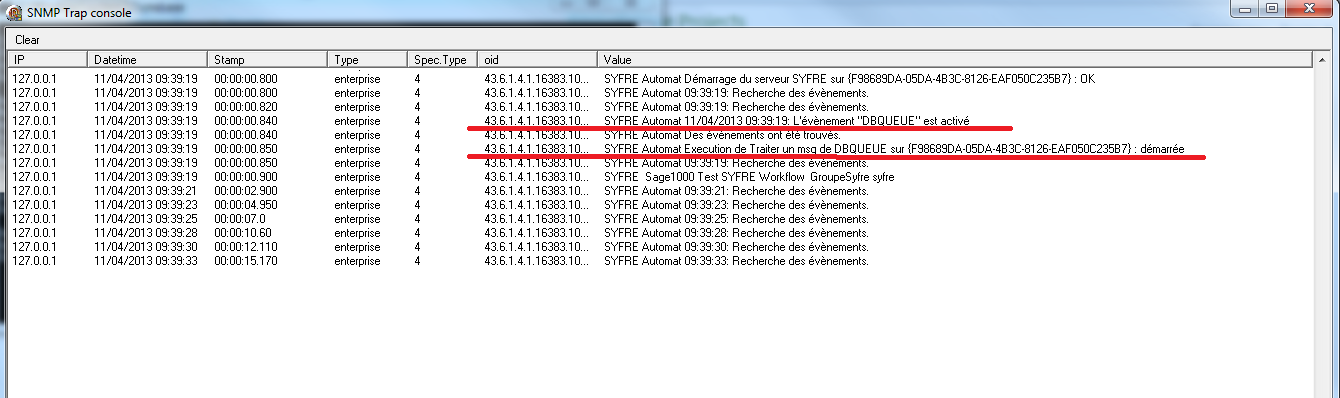 SNMP Trap console
Clear
IP Datetime Stamp Type Spec.Type oid Value
127.0.0.1 11/04/2013 09:39:19 00:00:00.800 enterprise 4 43.6.1.4.1.16383.10... SYFRE Automat Démarrage du serveur SYFRE sur {F98689DA-05DA-4B3C-8126-EAF050C235B7} : OK
127.0.0.1 11/04/2013 09:39:19 00:00:00.800 enterprise 4 43.6.1.4.1.16383.10... SYFRE Automat 09:39:19: Recherche des évènements.
127.0.0.1 11/04/2013 09:39:19 00:00:00.820 enterprise 4 43.6.1.4.1.16383.10... SYFRE Automat 09:39:19: Recherche des évènements.
127.0.0.1 11/04/2013 09:39:19 00:00:00.840 enterprise 4 43.6.1.4.1.16383.10... SYFRE Automat 11/04/2013 09:39:19: L'évènement "DBQUEUE" est activé
127.0.0.1 11/04/2013 09:39:19 00:00:00.840 enterprise 4 43.6.1.4.1.16383.10... SYFRE Automat Des évènements ont été trouvés.
127.0.0.1 11/04/2013 09:39:19 00:00:00.850 enterprise 4 43.6.1.4.1.16383.10... SYFRE Automat Execution de Traiter un msg de DBQUEUE sur {F98689DA-05DA-4B3C-8126-EAF050C235B7} : démarrée
127.0.0.1 11/04/2013 09:39:19 00:00:00.850 enterprise 4 43.6.1.4.1.16383.10... SYFRE Automat 09:39:19: Recherche des évènements.
127.0.0.1 11/04/2013 09:39:19 00:00:00.900 enterprise 4 43.6.1.4.1.16383.10... SYFRE Sage1000 Test SYFRE Workflow GroupeSyfre syfre
127.0.0.1 11/04/2013 09:39:21 00:00:02.900 enterprise 4 43.6.1.4.1.16383.10... SYFRE Automat 09:39:21: Recherche des évènements.
127.0.0.1 11/04/2013 09:39:23 00:00:04.950 enterprise 4 43.6.1.4.1.16383.10... SYFRE Automat 09:39:23: Recherche des évènements.
127.0.0.1 11/04/2013 09:39:25 00:00:07.0 enterprise 4 43.6.1.4.1.16383.10... SYFRE Automat 09:39:25: Recherche des évènements.
127.0.0.1 11/04/2013 09:39:28 00:00:10.60 enterprise 4 43.6.1.4.1.16383.10... SYFRE Automat 09:39:28: Recherche des évènements.
127.0.0.1 11/04/2013 09:39:30 00:00:12.110 enterprise 4 43.6.1.4.1.16383.10... SYFRE Automat 09:39:30: Recherche des évènements.
127.0.0.1 11/04/2013 09:39:33 00:00:15.170 enterprise 4 43.6.1.4.1.16383.10... SYFRE Automat 09:39:33: Recherche des évènements.